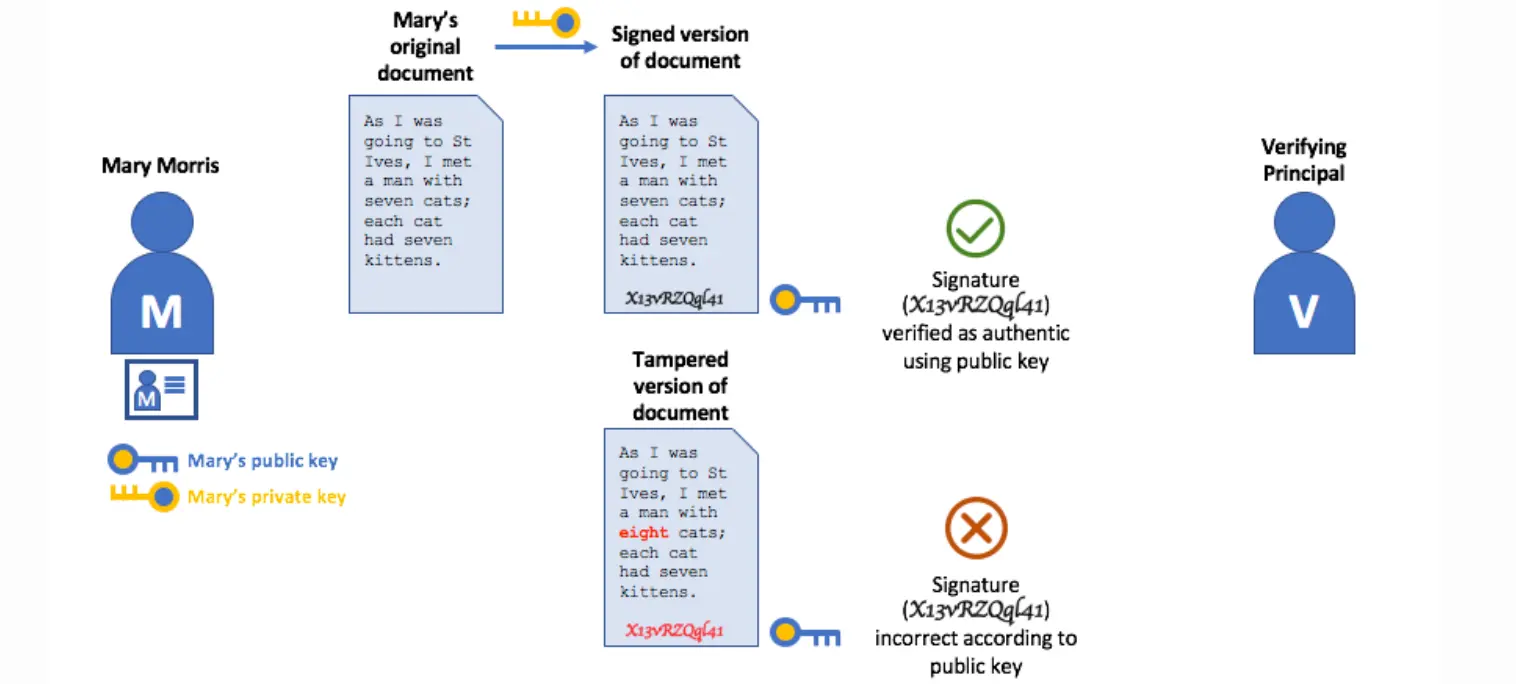 Mary's
original
document
Signed version
of document
As I was
going to St
Ives, I met
a man with
seven cats;
each cat
had seven
kittens.
As I was
going to St
Ives, I met
a man with
seven cats;
each cat
had seven
kittens.
X13vRZQgl41
Mary Morris
M
M
Mary's public key
Mary's private key
Signature
(X13vRZQgl41)
verified as authentic
using public key
Verifying
Principal
V
Tampered
version of
document
As I was
going to St
Ives, I met
a man with
eight cats;
each cat
had seven
kittens.
X13vRZQgl41
Signature
(X13vRZQgl41)
incorrect according to
public key